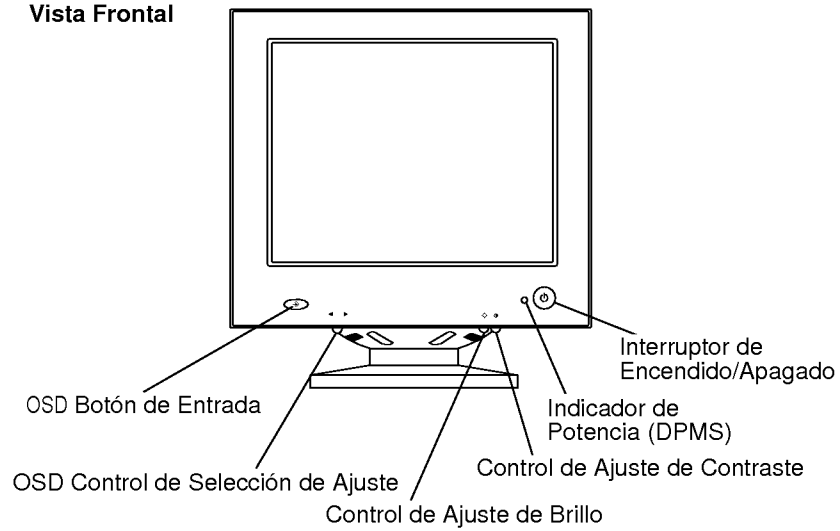 Vista Frontal
Interruptor de
Encendido/Apagado
OSD Botón de Entrada
Indicador de
Potencia (DPMS)
Control de Ajuste de Contraste
OSD Control de Selección de Ajuste
Control de Ajuste de Brillo